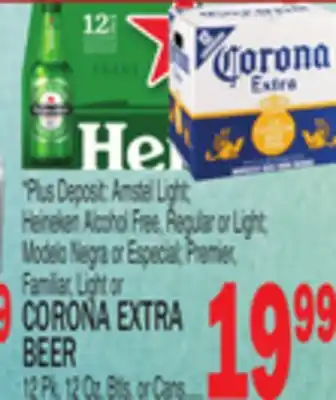 12
Hei
Corona
Extra
*Plus Deposit: Amstel Light;
Heineken Alcohol Free, Regular or Light;
Modelo Negra or Especial; Premier,
Familiar, Light or
CORONA EXTRA
BEER
12 Pk. 12 Oz. Btls. or Cans.....
19.99